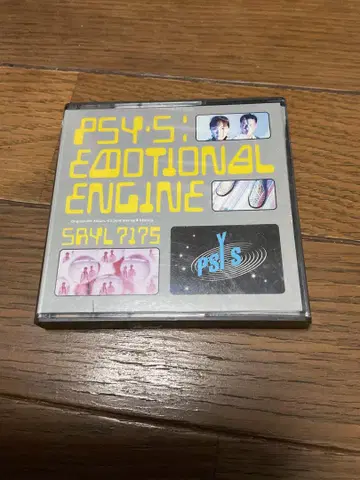 PSY·S:
EMOTIONAL
ENGINE
SAYL 7175
PSY'S